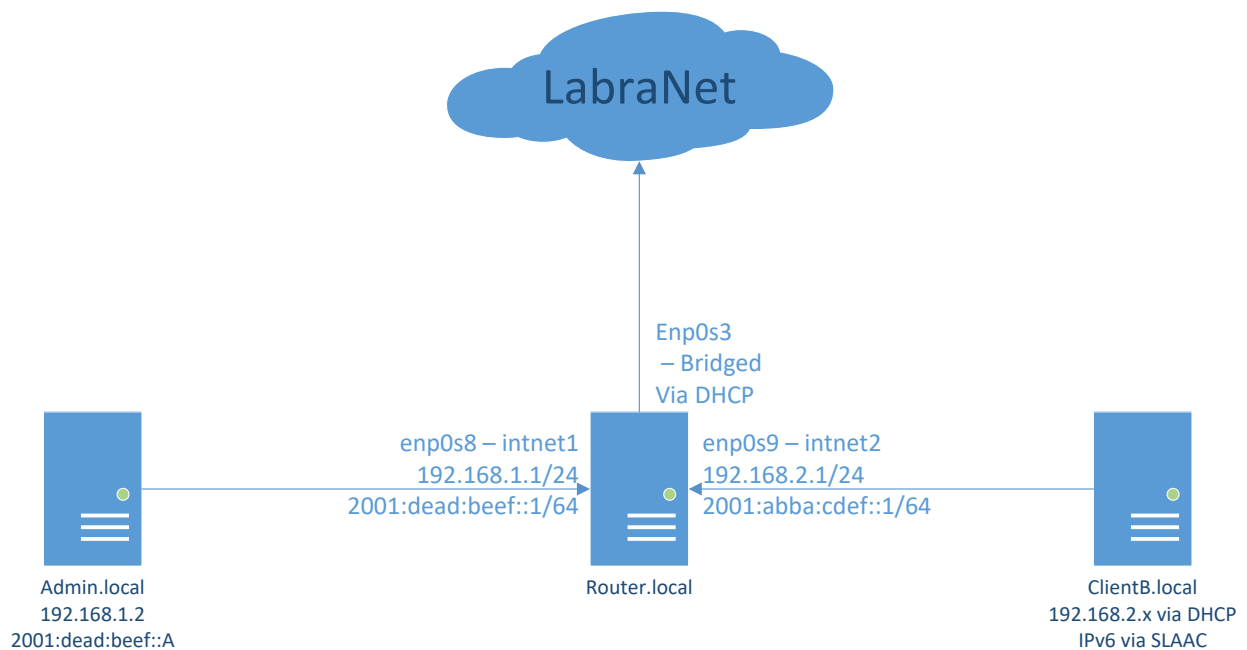 LabraNet
Enp0s3
– Bridged
Via DHCP
enp0s8 – intnet1
192.168.1.1/24
2001:dead:beef::1/64
enp0s9 – intnet2
192.168.2.1/24
2001:abba:cdef::1/64
Admin.local
192.168.1.2
2001:dead:beef::A
Router.local
ClientB.local
192.168.2.x via DHCP
IPv6 via SLAAC